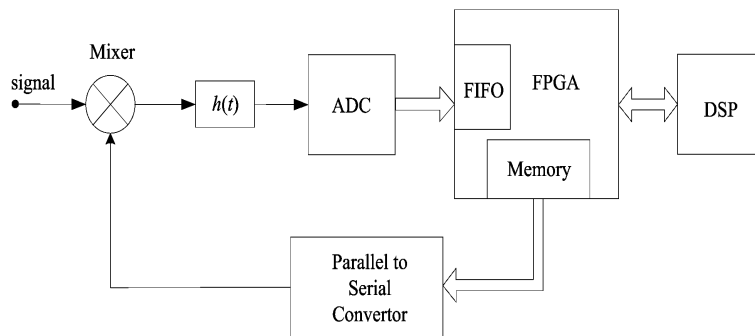 Mixer
signal
h(t)
ADC
FIFO
FPGA
DSP
Memory
Parallel to
Serial
Convertor